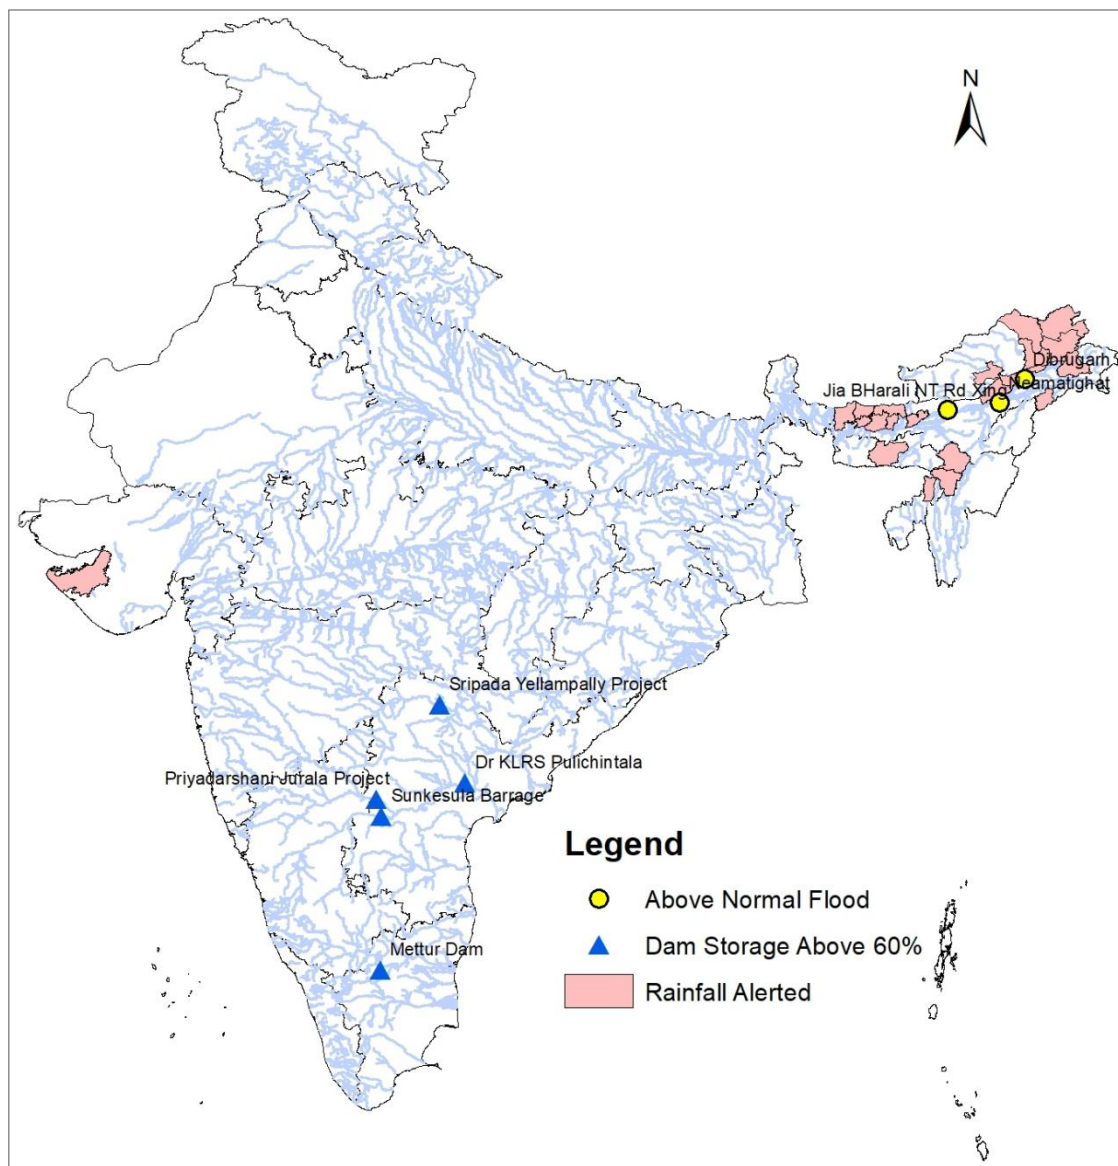 N
Dibrugarh
Jia BHarali NT Rd Xing
Neamatighat
Sripada Yellampally Project
Dr KLRS Pulichintala
Priyadarshani Jurala Project
Sunkesula Barrage
Mettur Dam
Legend
Above Normal Flood
Dam Storage Above 60%
Rainfall Alerted